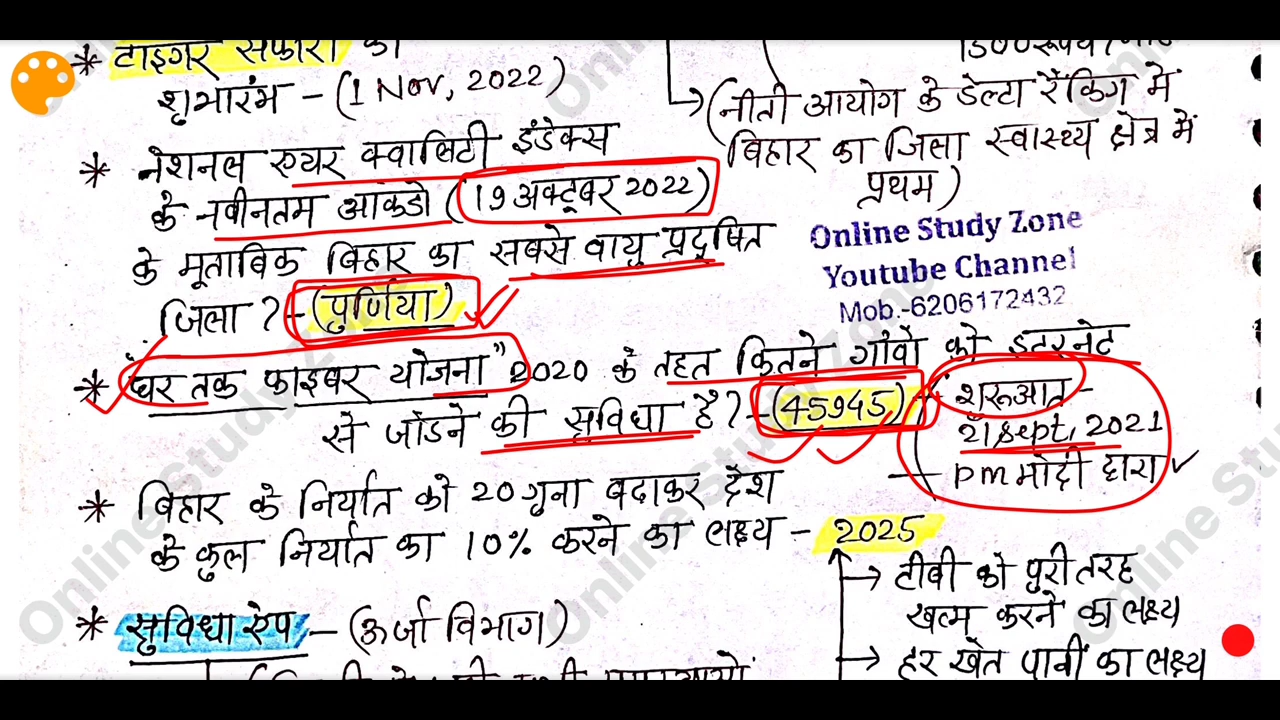 * टाइगर सफारी का
शुभारंभ - (1 Nov, 2022)
* नेशनल एयर क्वालिटी इंडेक्स
के नवीनतम आंकडो (19 अक्टूबर 2022)
के मूताबिक बिहार का सबसे वायु प्रदूषित
जिला ? - (पुर्णिया)
(नीती आयोग के डेल्टा रैंकिग में
बिहार का जिला स्वास्थ्य क्षेत्र में
प्रथम)
Online Study Zone
Youtube Channel
Mob.-6206172432
* "घर तक फाइबर योजना" 2020 के तहत कितने गांवो को इंटरनेट
से जोडने की सुविधा है? - (45945)
शुरूआत -
21 sept, 2021
pm मोदी द्वारा
* बिहार के निर्यात को 20 गुना बढाकर देश
के कुल निर्यात का 10% करने का लक्ष्य - 2025
→ टीबी को पुरी तरह
खत्म करने का लक्ष्य
→ हर खेत पानी का लक्ष्य
* सुविधा ऐप - (ऊर्जा विभाग)